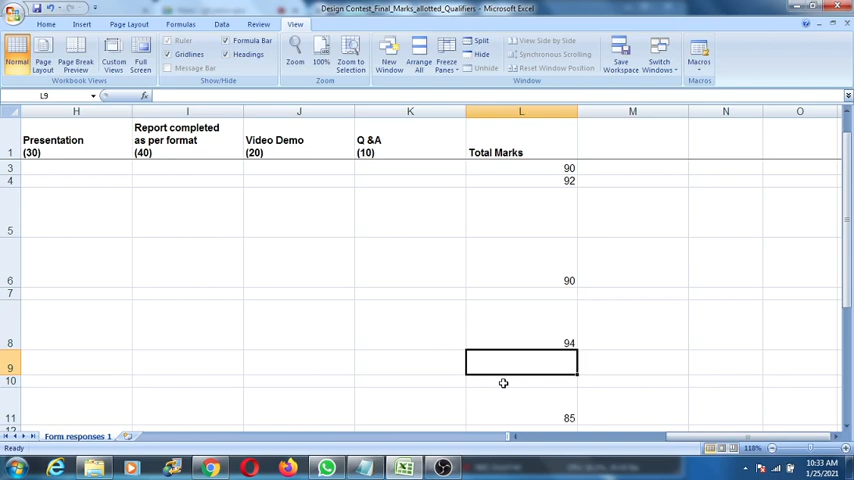 Design Contest_Final_Marks_allotted_Qualifiers - Microsoft Excel
Home Insert Page Layout Formulas Data Review View
Normal Page Layout Page Break Preview Custom Views Full Screen
Workbook Views
Ruler Formula Bar
Gridlines Headings
Message Bar
Show/Hide
Zoom 100% Zoom to Selection
Zoom
New Window Arrange All Freeze Panes
Split View Side by Side
Hide Synchronous Scrolling
Unhide Reset Window Position
Save Workspace Switch Windows
Window
Macros
Macros
L9 fx
H I J K L M N O
1 Presentation (30) Report completed as per format (40) Video Demo (20) Q &A (10) Total Marks
3 90
4 92
5
6 90
7
8 94
9
10
11 85
12
Form responses 1
Ready 118%
10:33 AM
1/25/2021